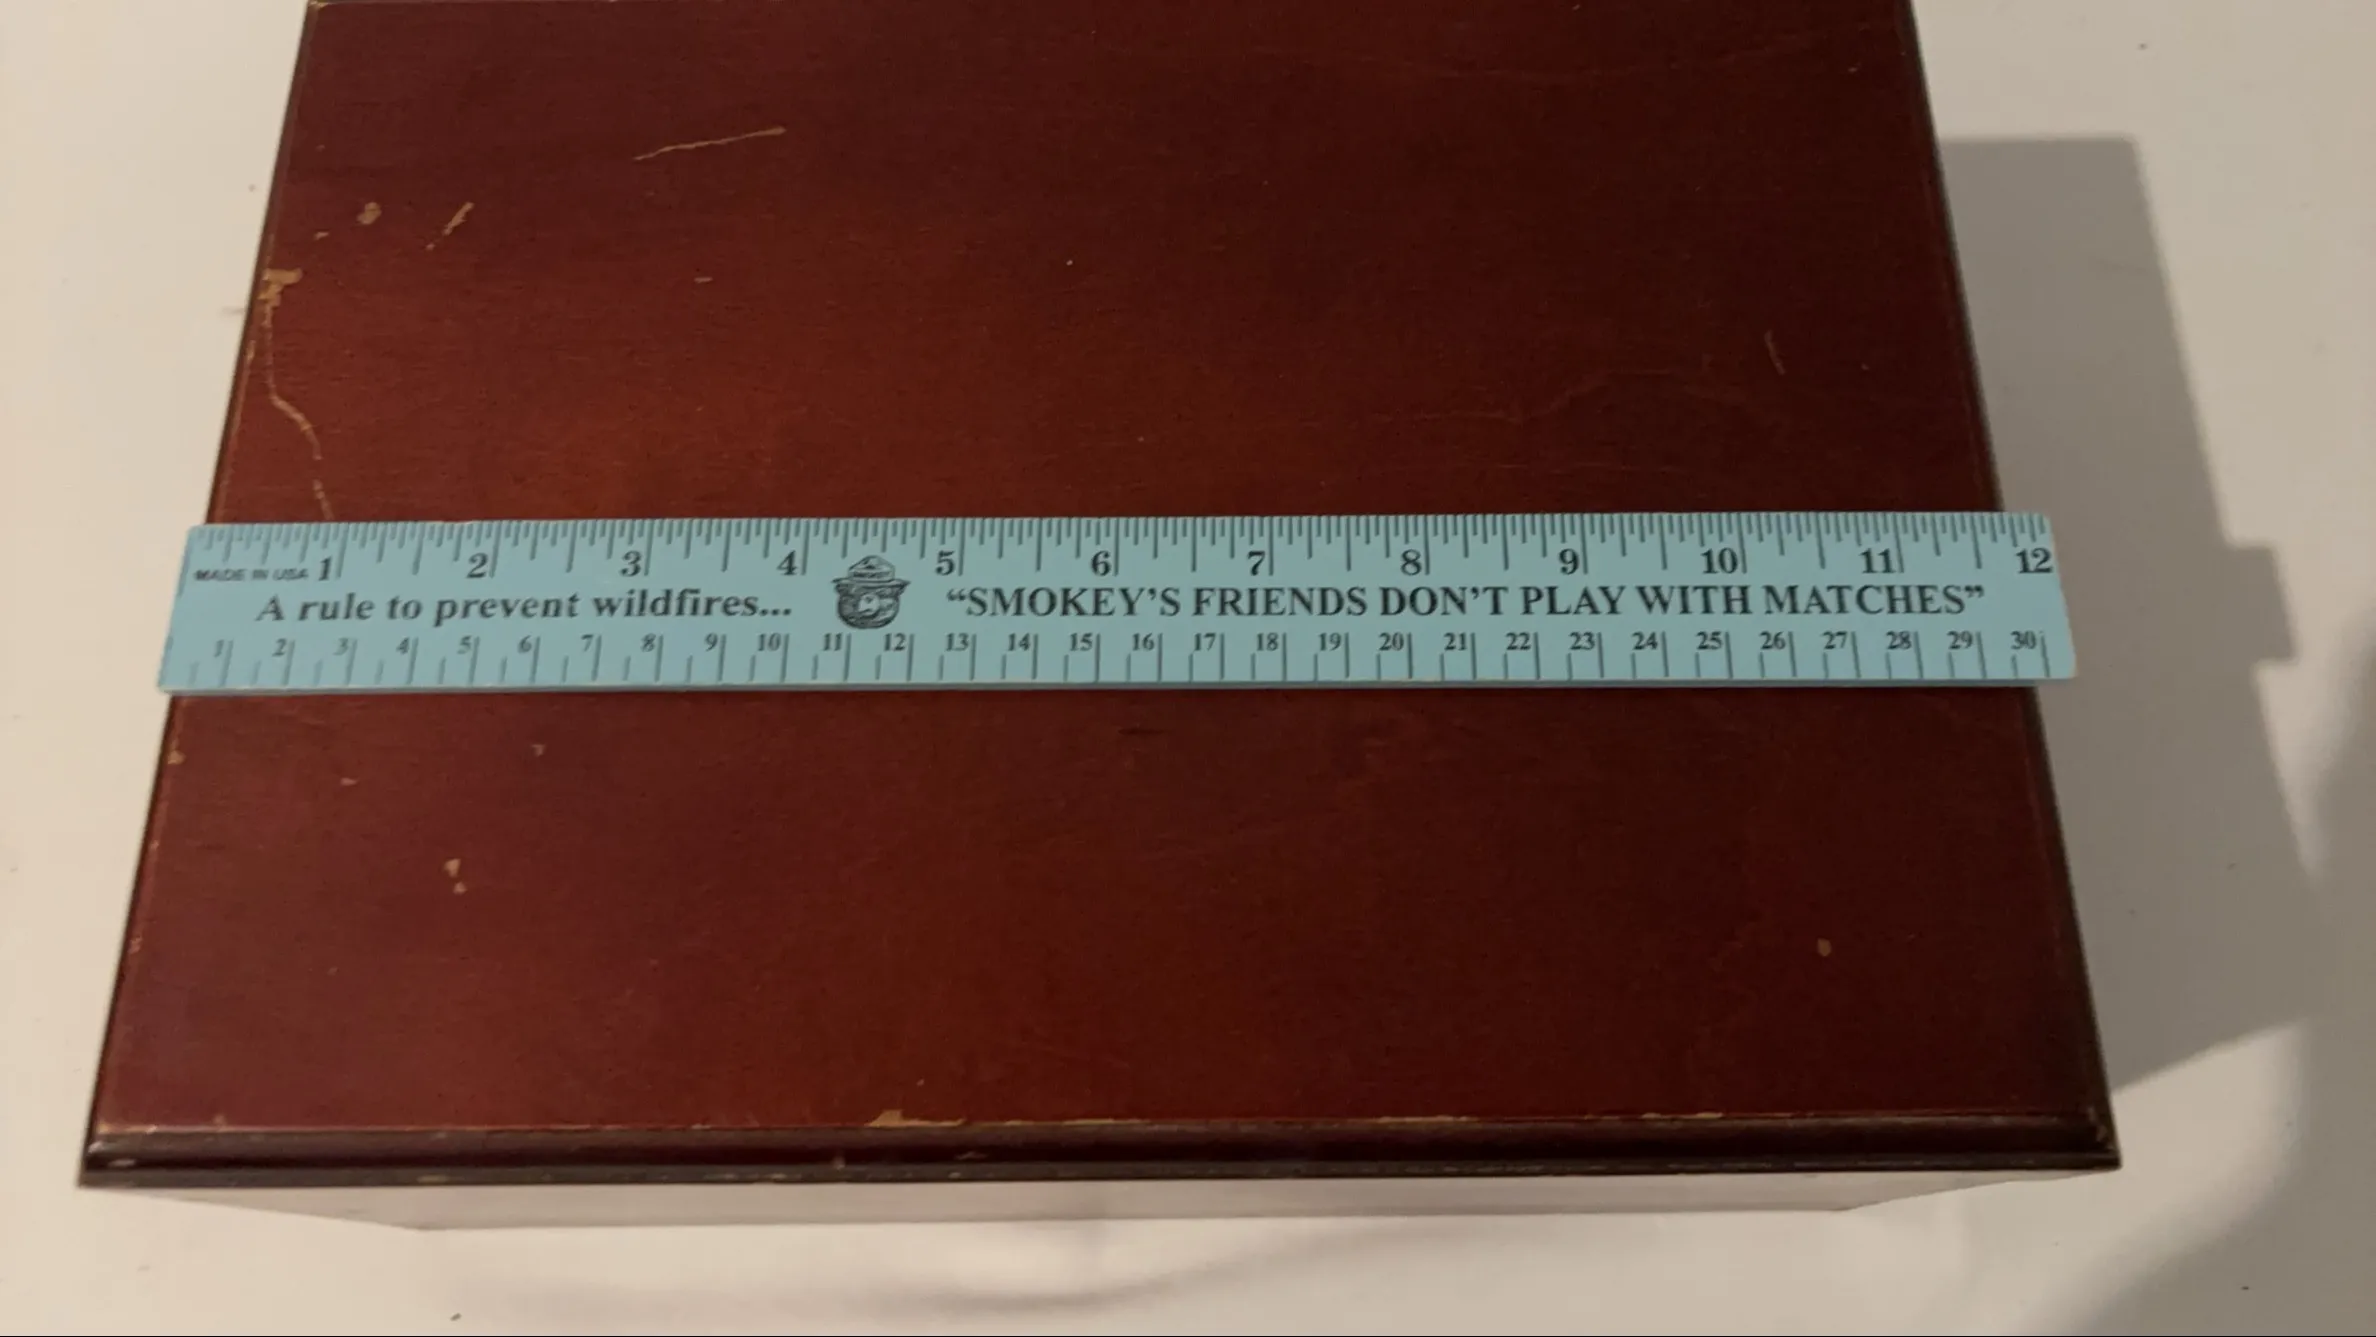 1 2 3 4 5 6 7 8 9 10 11 12
MADE IN USA
A rule to prevent wildfires... “SMOKEY’S FRIENDS DON’T PLAY WITH MATCHES”
1 2 3 4 5 6 7 8 9 10 11 12 13 14 15 16 17 18 19 20 21 22 23 24 25 26 27 28 29 30